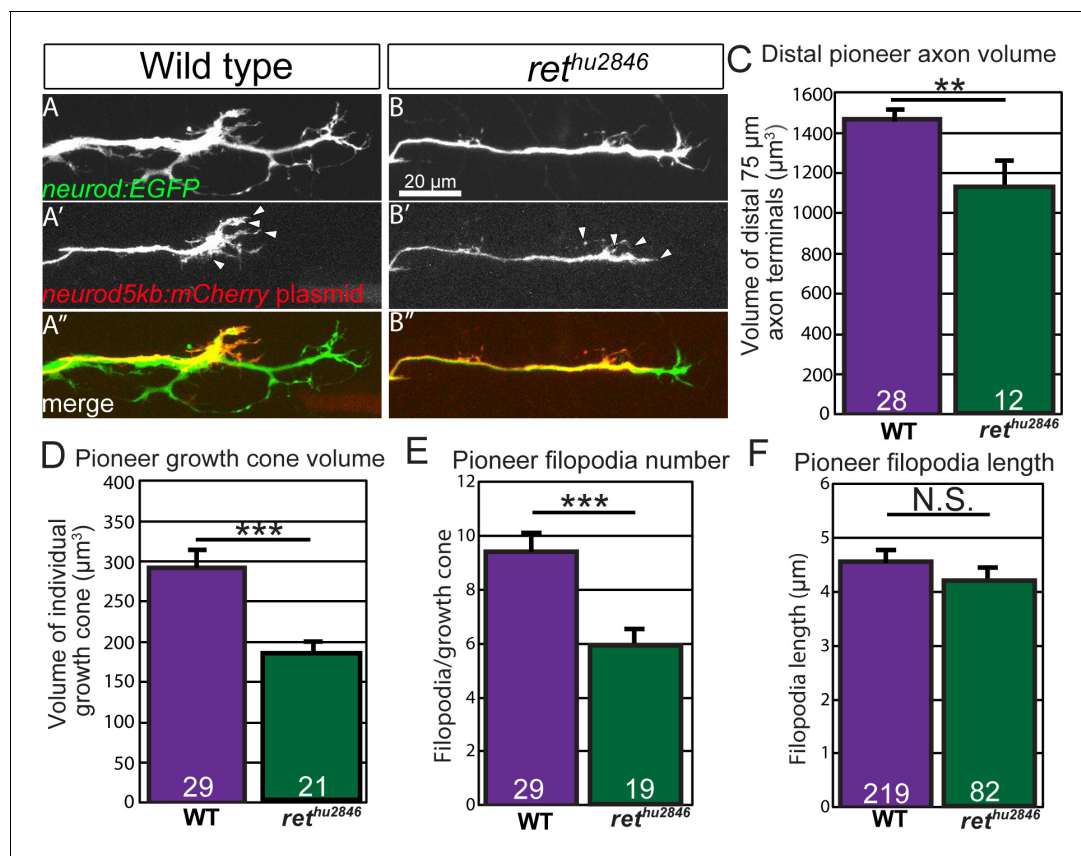 Wild type
ret^hu2846
A
neurod:EGFP
B
20 µm
A'
neurod5kb:mCherry plasmid
B'
A"
merge
B"
C Distal pioneer axon volume
Volume of distal 75 µm
axon terminals (µm³)
1600
1400
1200
1000
800
600
400
200
0
**
28
12
WT
ret^hu2846
D Pioneer growth cone volume
Volume of individual
growth cone (µm³)
400
350
300
250
200
150
100
50
0
***
29
21
WT
ret^hu2846
E Pioneer filopodia number
Filopodia/growth cone
12
10
8
6
4
2
0
***
29
19
WT
ret^hu2846
F Pioneer filopodia length
Filopodia length (µm)
6
5
4
3
2
1
0
N.S.
219
82
WT
ret^hu2846